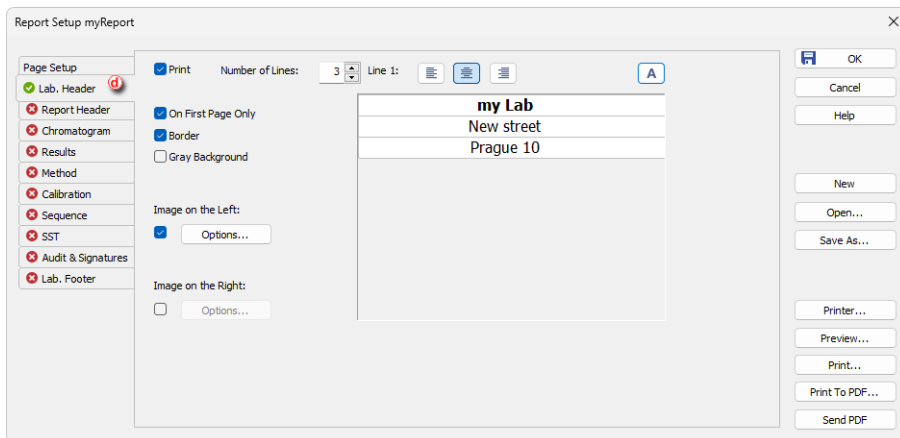 Report Setup myReport
Page Setup
Lab. Header
d
Report Header
Chromatogram
Results
Method
Calibration
Sequence
SST
Audit & Signatures
Lab. Footer
Print
Number of Lines:
3
Line 1:
A
On First Page Only
Border
Gray Background
my Lab
New street
Prague 10
Image on the Left:
Options...
Image on the Right:
Options...
OK
Cancel
Help
New
Open...
Save As...
Printer...
Preview...
Print...
Print To PDF...
Send PDF